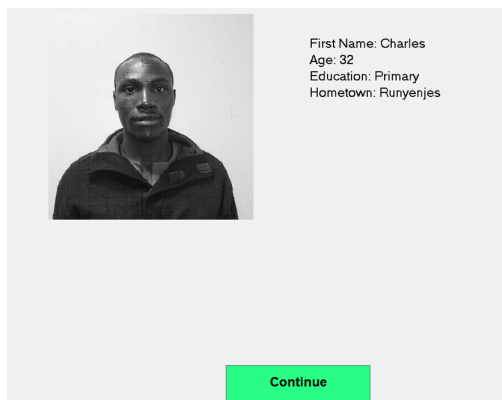 First Name: Charles
Age: 32
Education: Primary
Hometown: Runyenjes
Continue